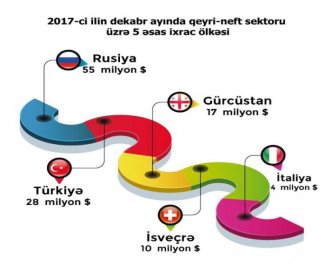 2017-ci ilin dekabr ayında qeyri-neft sektoru
üzrə 5 əsas ixrac ölkəsi
Rusiya
55 milyon $
Gürcüstan
17 milyon $
Türkiyə
28 milyon $
İsveçrə
10 milyon $
İtaliya
4 milyon $